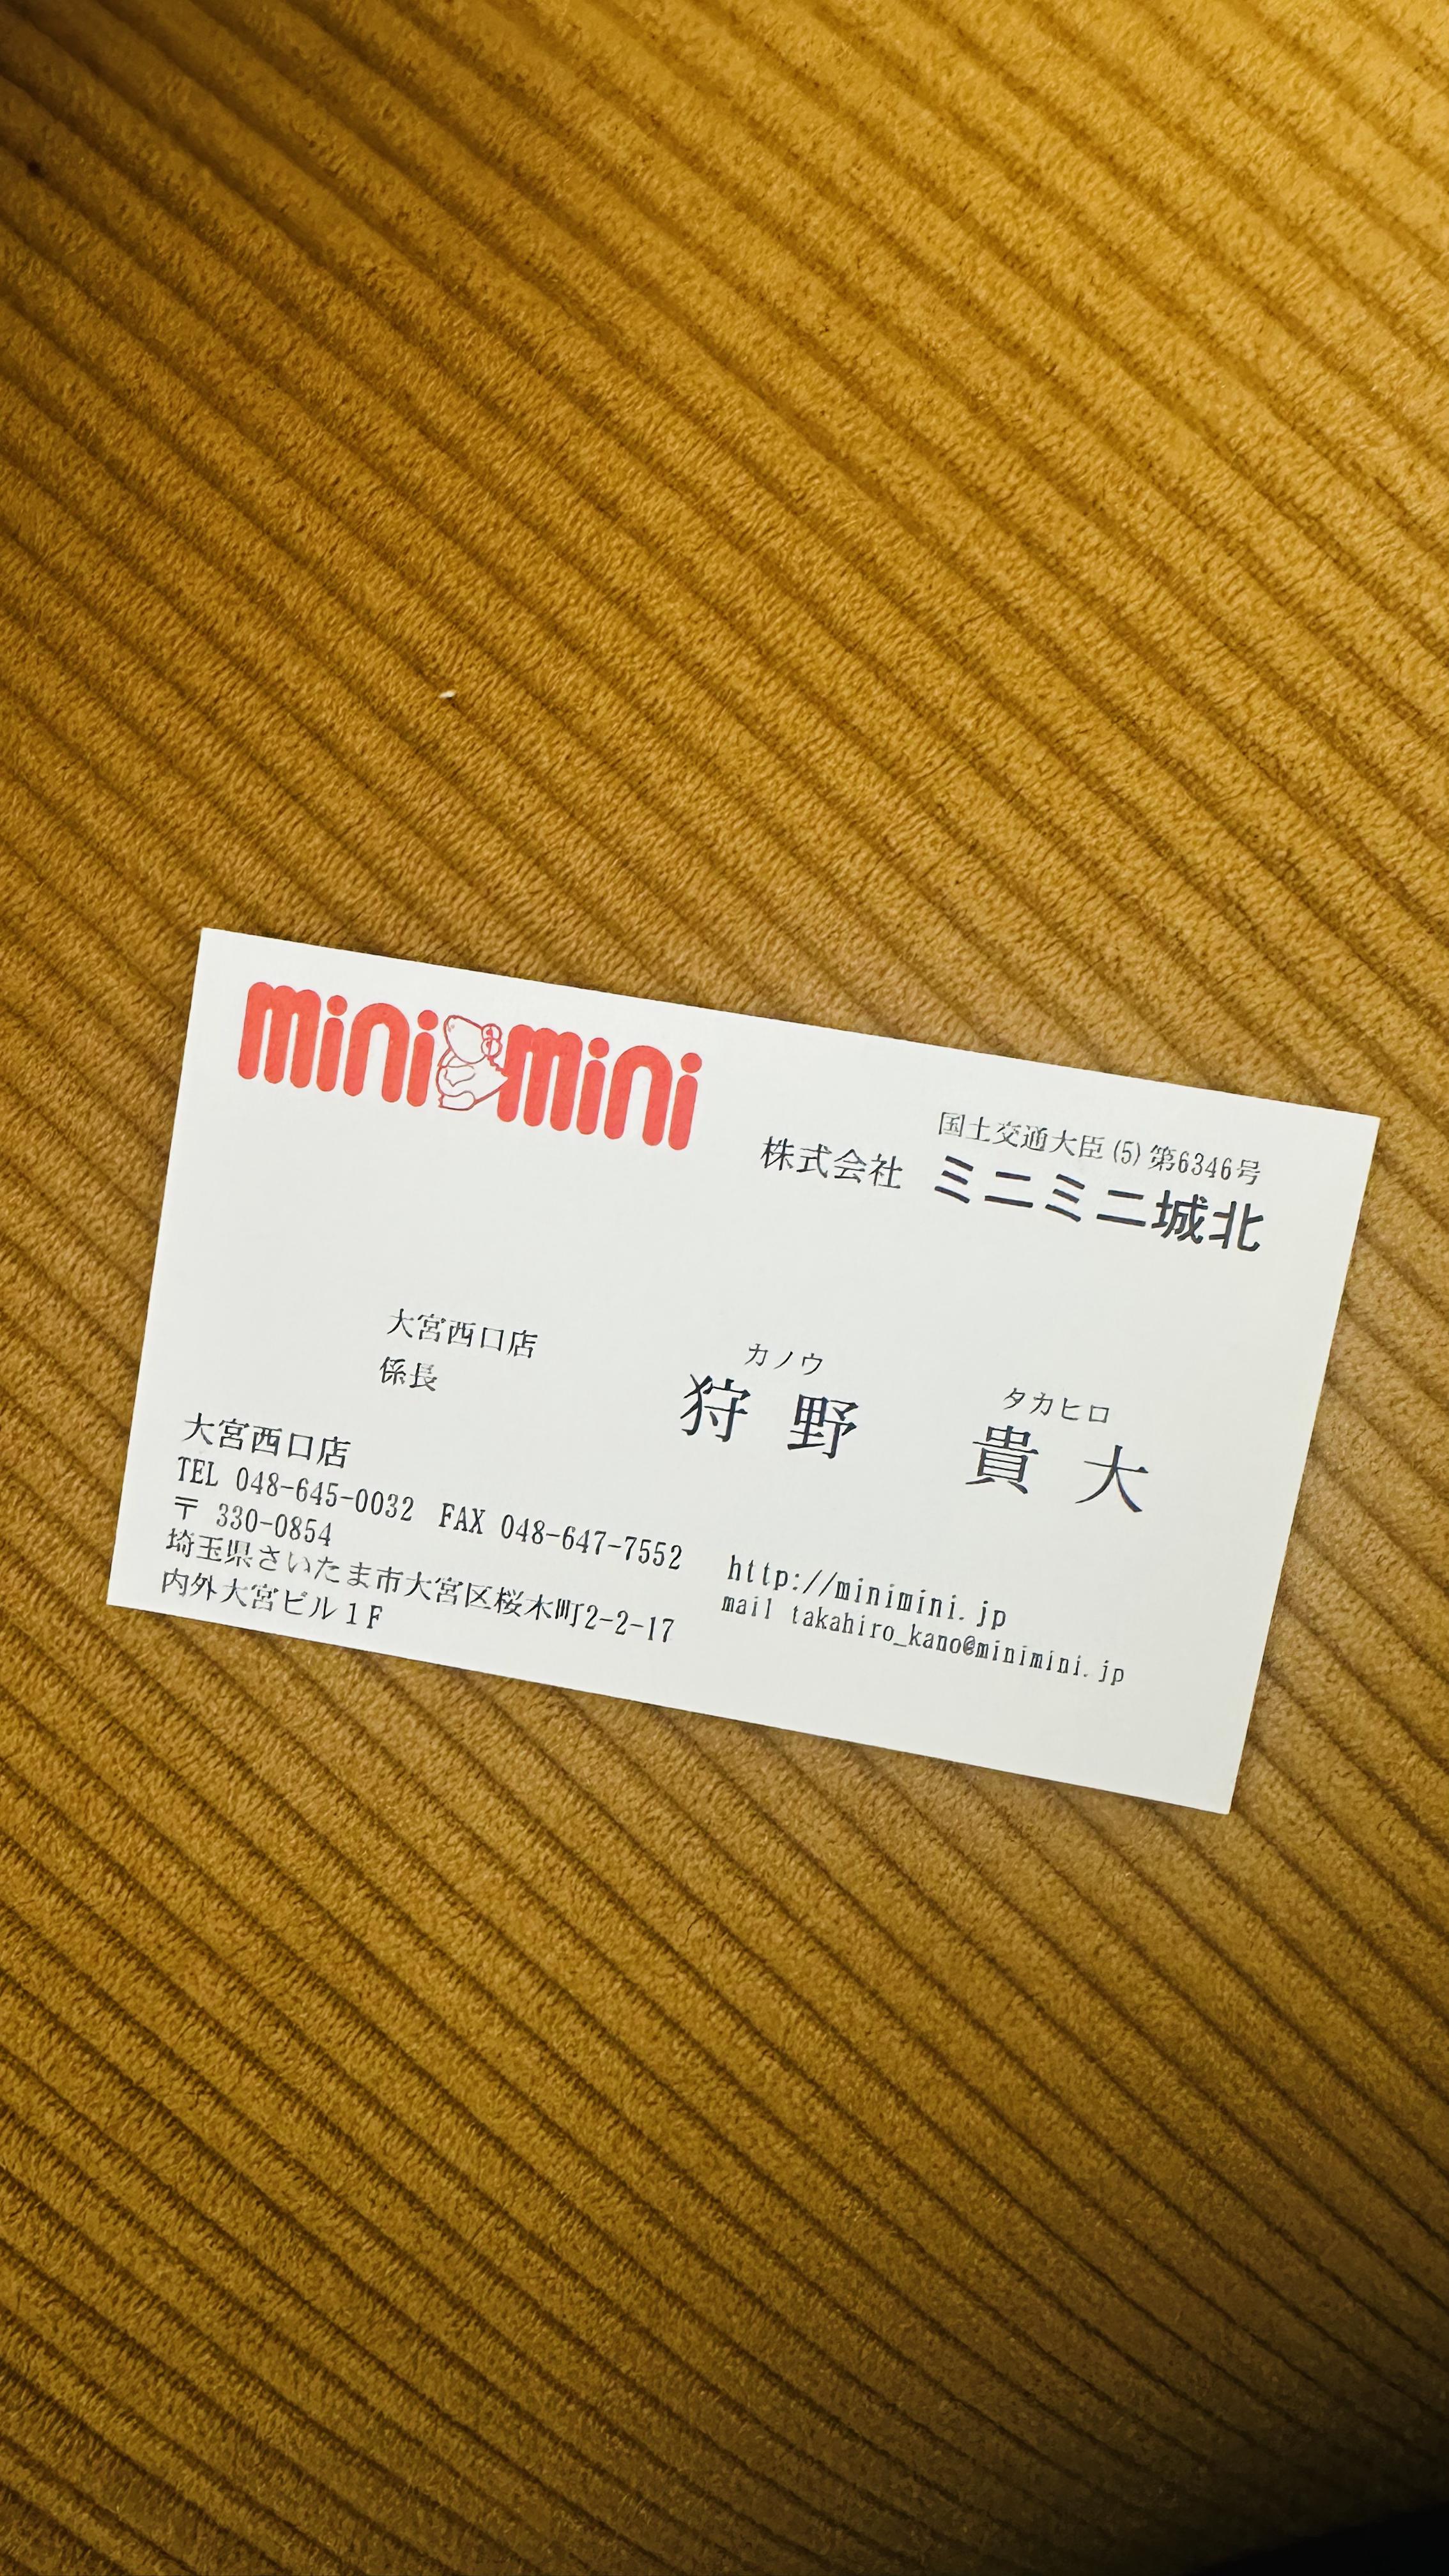 minimini
国土交通大臣(5)第6346号
株式会社 ミニミニ城北
大宮西口店
係長
カノウ タカヒロ
狩野 貴大
大宮西口店
TEL 048-645-0032 FAX 048-647-7552
〒 330-0854
埼玉県さいたま市大宮区桜木町2-2-17
内外大宮ビル1F
http://minimini.jp
mail takahiro_kano@minimini.jp